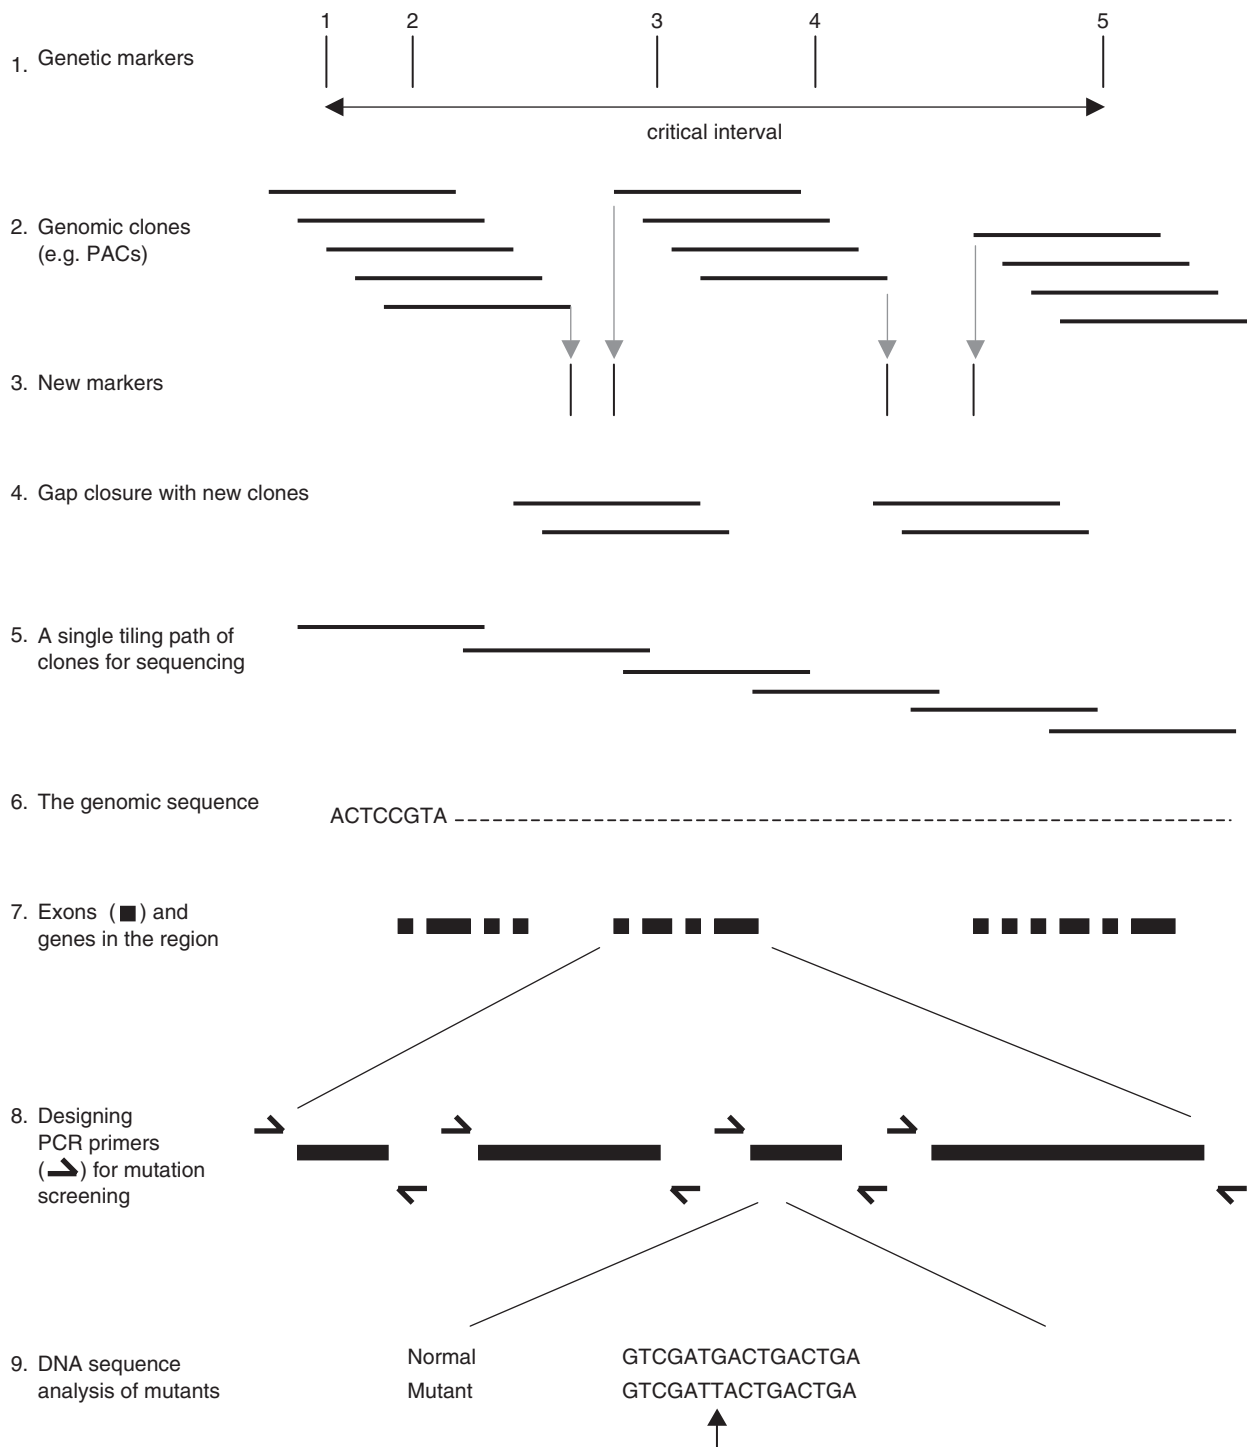 1 2 3 4 5
1. Genetic markers
critical interval
2. Genomic clones
(e.g. PACs)
3. New markers
4. Gap closure with new clones
5. A single tiling path of
clones for sequencing
6. The genomic sequence
ACTCCGTA
7. Exons (■) and
genes in the region
8. Designing
PCR primers
( ) for mutation
screening
9. DNA sequence
analysis of mutants
Normal GTCGATGACTGACTGA
Mutant GTCGATTACTGACTGA